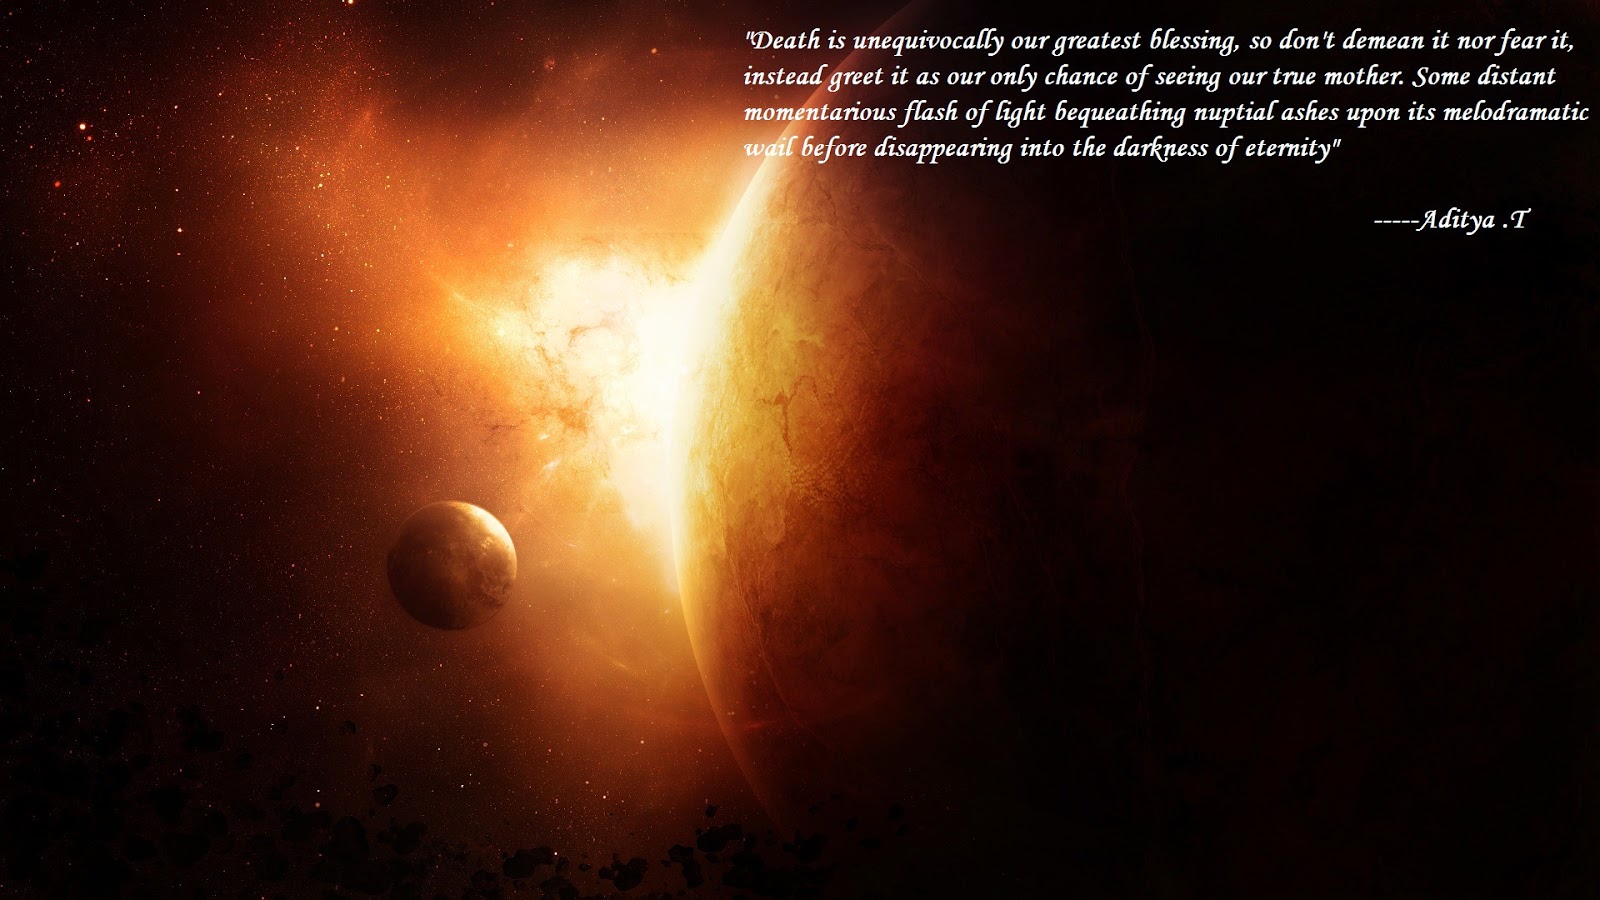 "Death is unequivocally our greatest blessing, so don't demean it nor fear it,
instead greet it as our only chance of seeing our true mother. Some distant
momentarious flash of light bequeathing nuptial ashes upon its melodramatic
wail before disappearing into the darkness of eternity"
-----Aditya .T